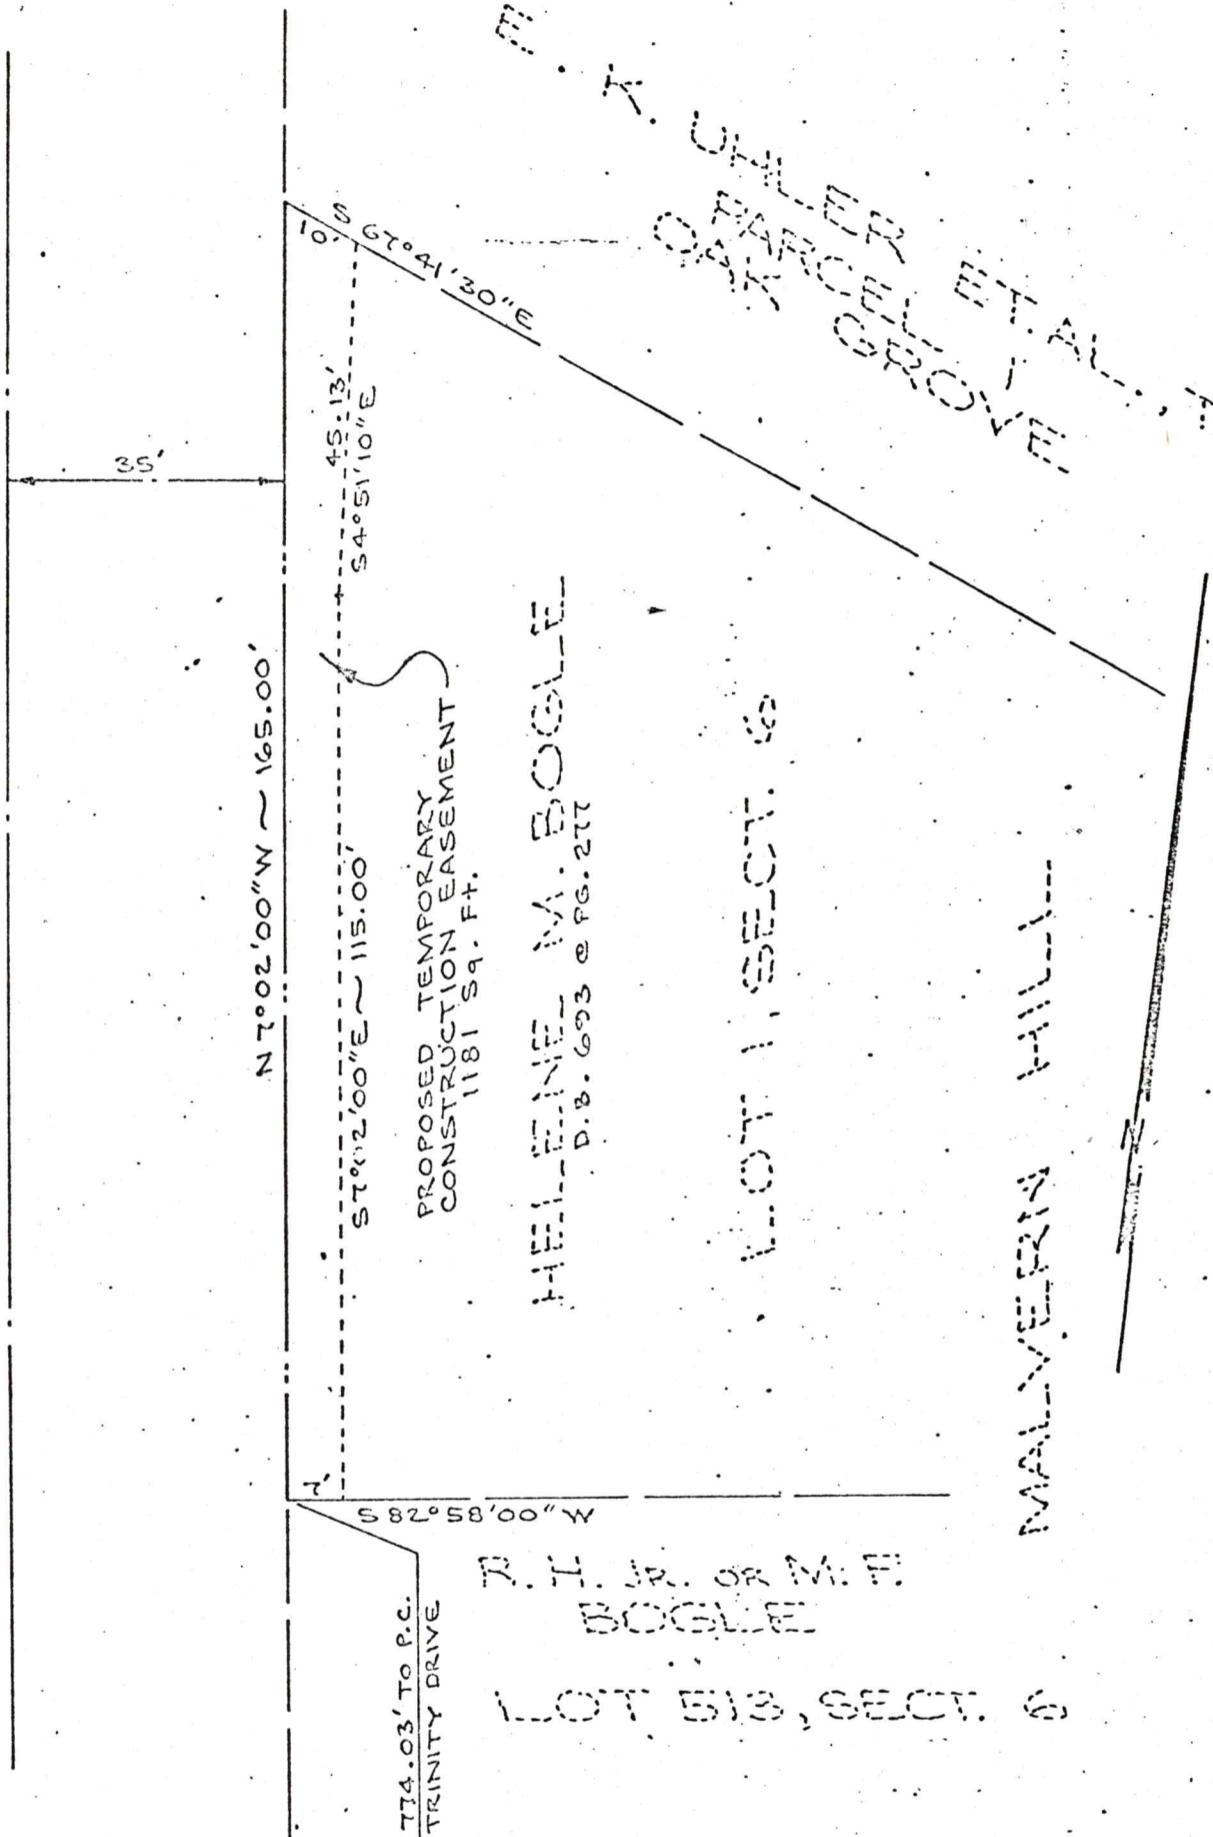 E. K. UHLER ET. AL., T
PARCEL 1
OAK GROVE
S 67°41'30"E
10'
45.13'
S4°51'10"E
35'
N 7°02'00"W ~ 165.00'
S7°02'00"E ~ 115.00'
PROPOSED TEMPORARY
CONSTRUCTION EASEMENT
1181 Sq. Ft.
HELENE M. BOGLE
D.B. 693 @ PG. 277
LOT 1, SECT. 6
MALVERN HILL
7'
S 82°58'00" W
R. H. JR. OR M. F.
BOGLE
LOT 513, SECT. 6
774.03' TO P.C.
TRINITY DRIVE